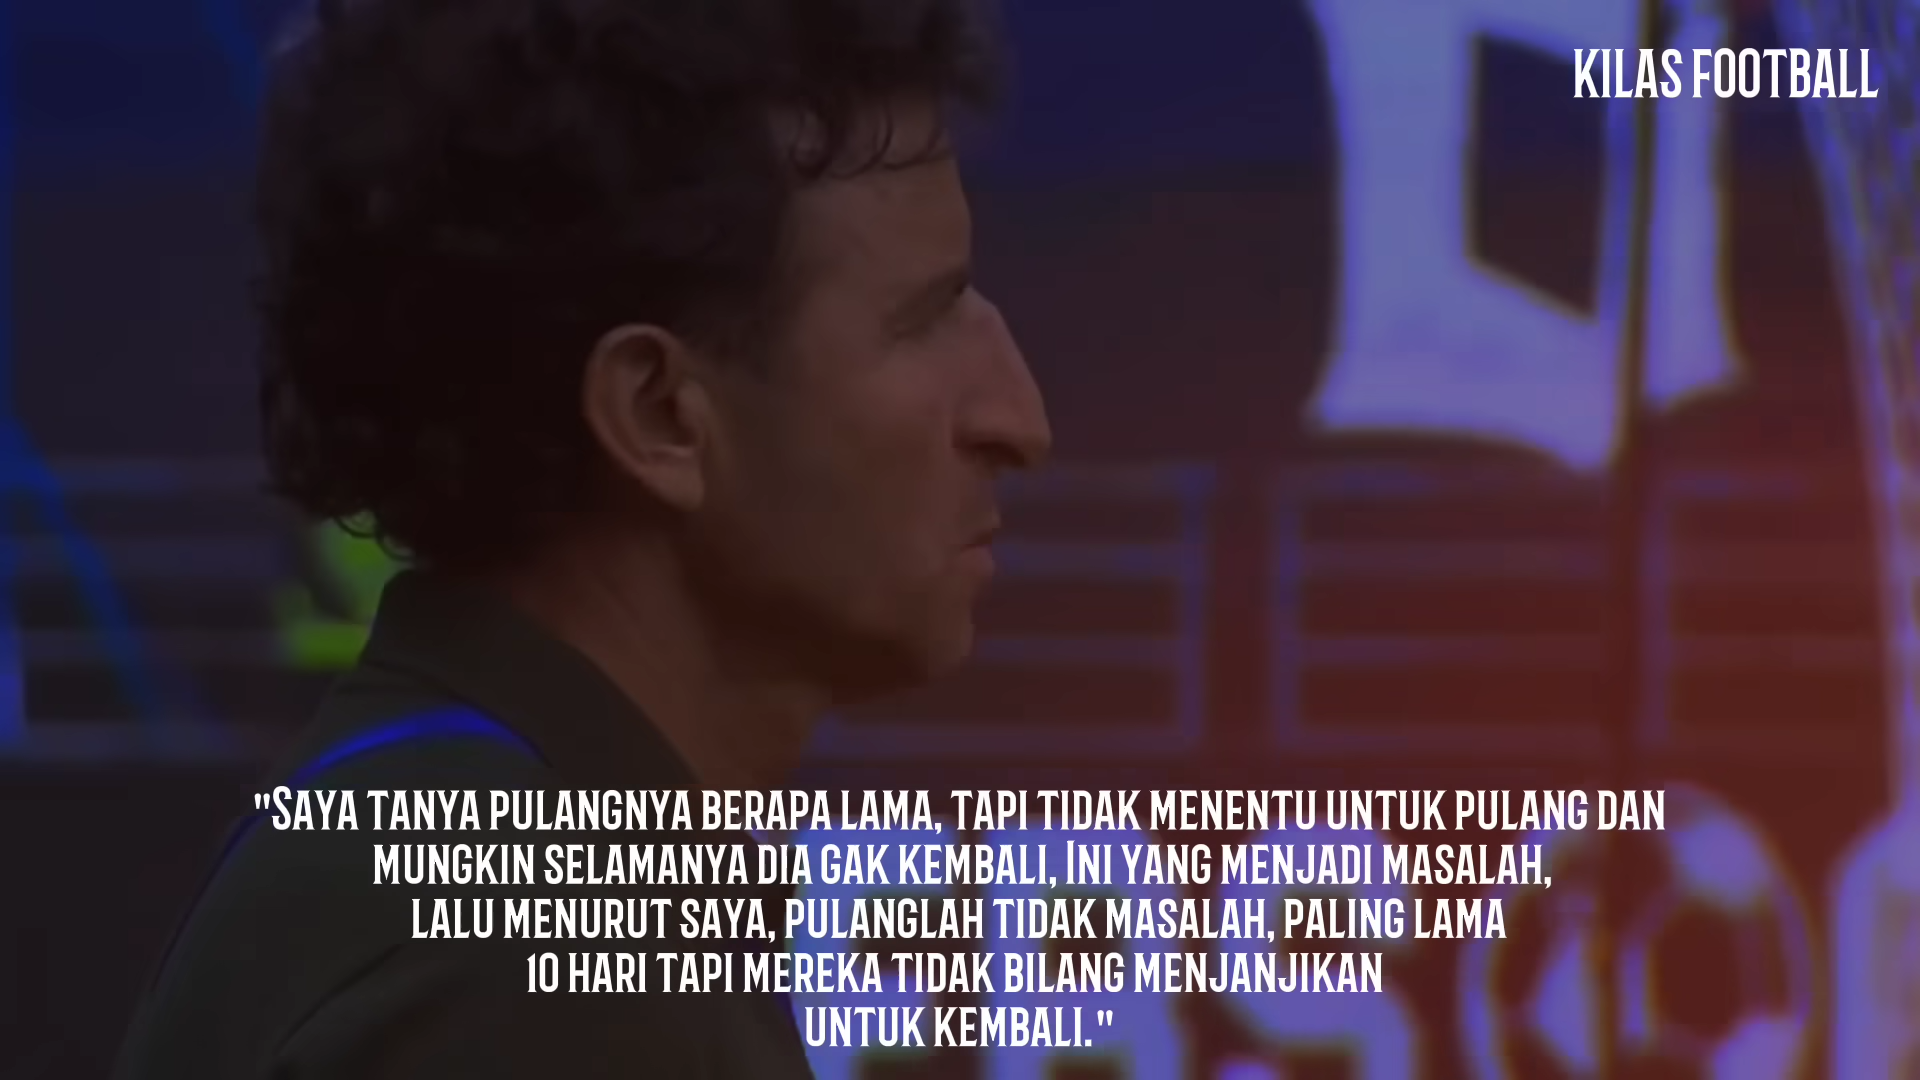 KILAS FOOTBALL
"SAYA TANYA PULANGNYA BERAPA LAMA, TAPI TIDAK MENENTU UNTUK PULANG DAN
MUNGKIN SELAMANYA DIA GAK KEMBALI, INI YANG MENJADI MASALAH,
LALU MENURUT SAYA, PULANGLAH TIDAK MASALAH, PALING LAMA
10 HARI TAPI MEREKA TIDAK BILANG MENJANJIKAN
UNTUK KEMBALI."